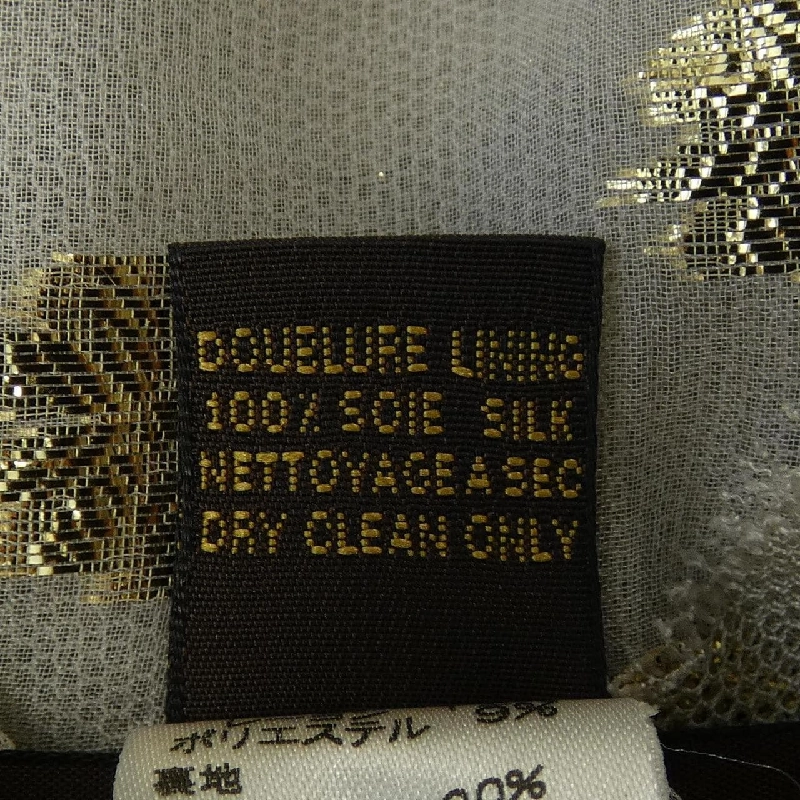 DOUBLURE LINING
100% SOIE SILK
NETTOYAGE A SEC
DRY CLEAN ONLY
ポリエステル 5%
裏地